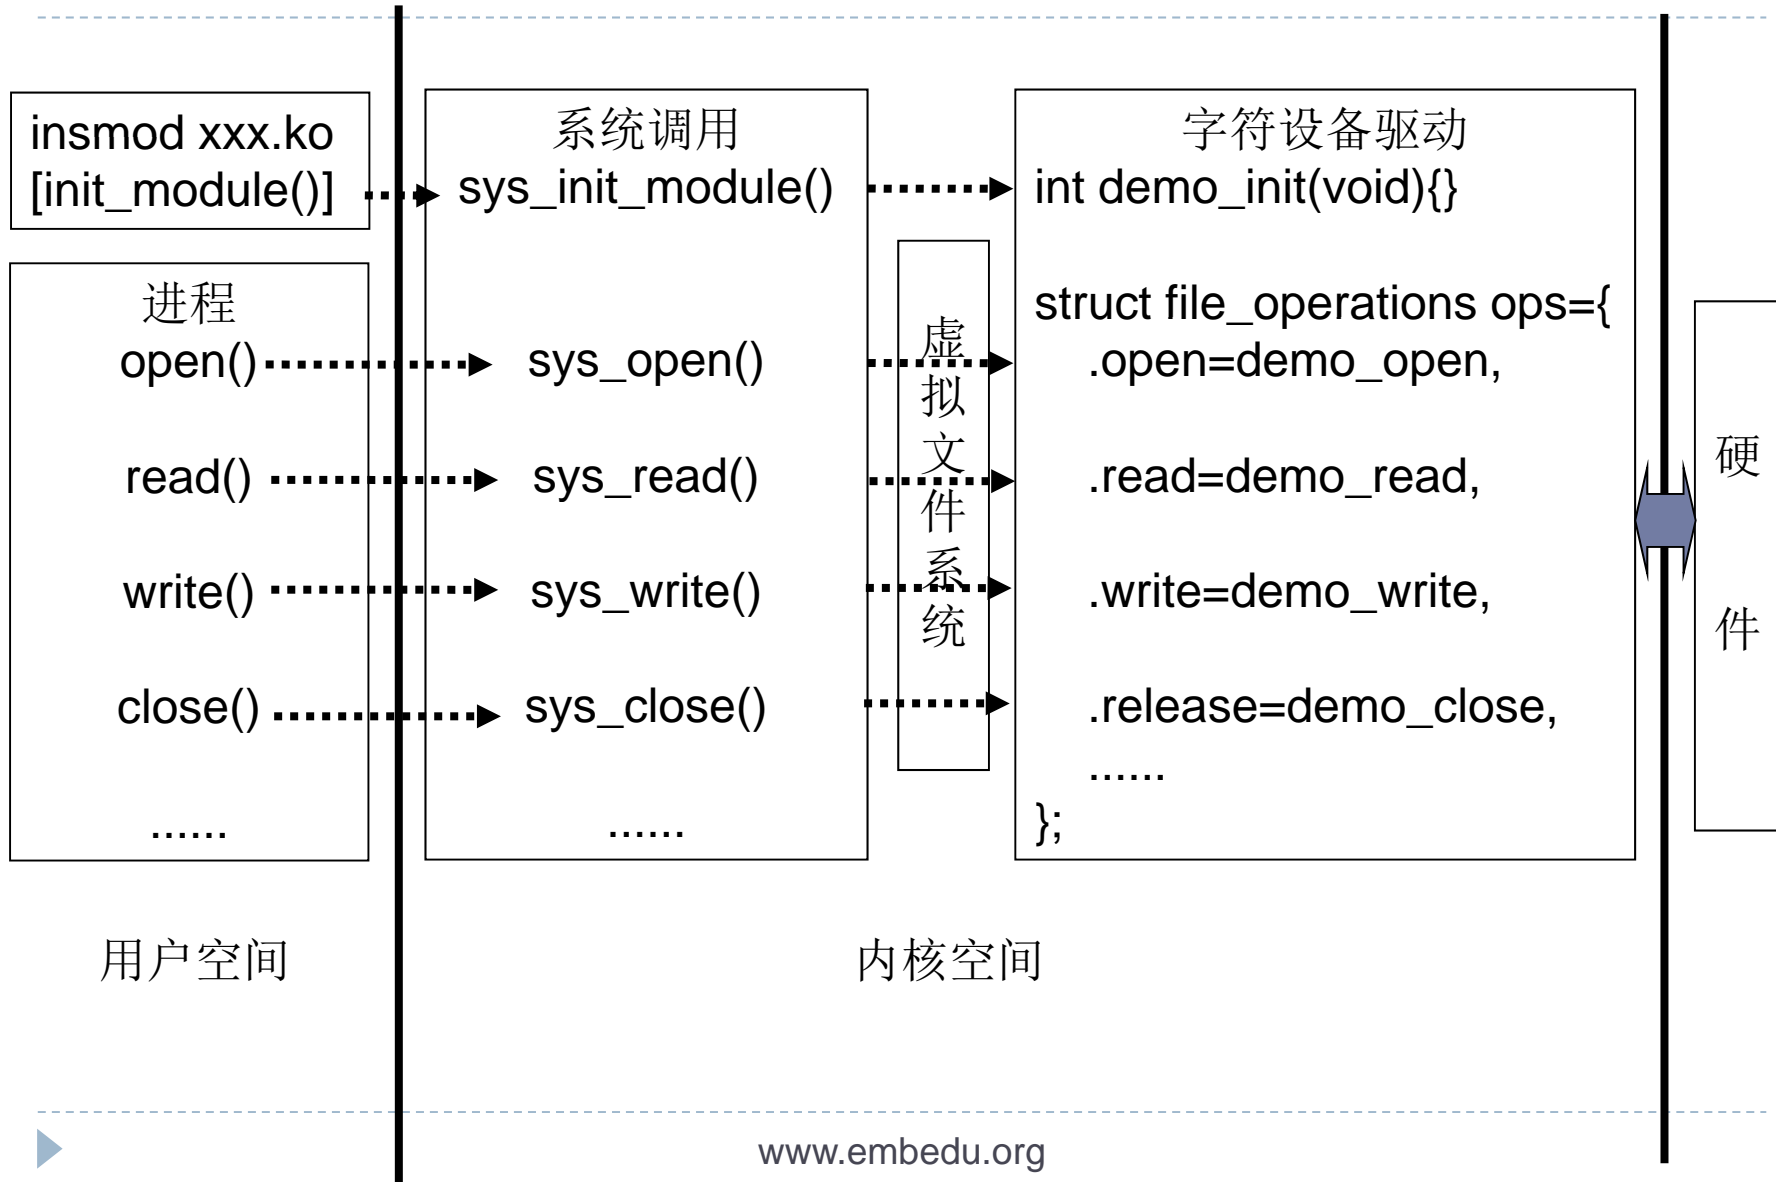 insmod xxx.ko
[init_module()]
进程
open()
read()
write()
close()
......
系统调用
sys_init_module()
sys_open()
sys_read()
sys_write()
sys_close()
......
虚
拟
文
件
系
统
字符设备驱动
int demo_init(void){}
struct file_operations ops={
.open=demo_open,
.read=demo_read,
.write=demo_write,
.release=demo_close,
......
};
硬
件
用户空间
内核空间
www.embedu.org